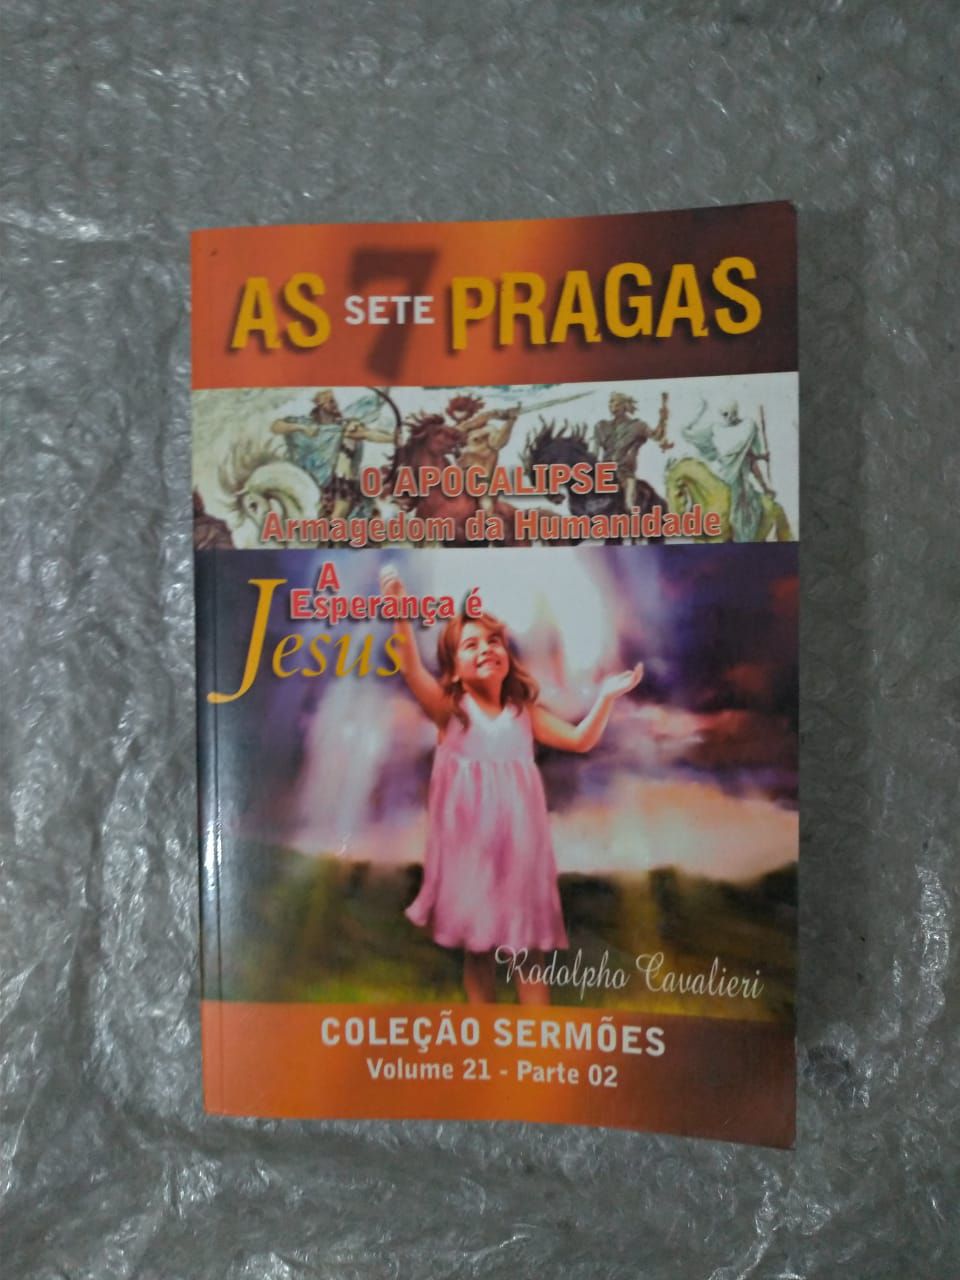 AS 7 SETE PRAGAS
O APOCALIPSE
Armagedom da Humanidade
A
Esperança é
Jesus
Rodolpho Cavalieri
COLEÇÃO SERMÕES
Volume 21 - Parte 02